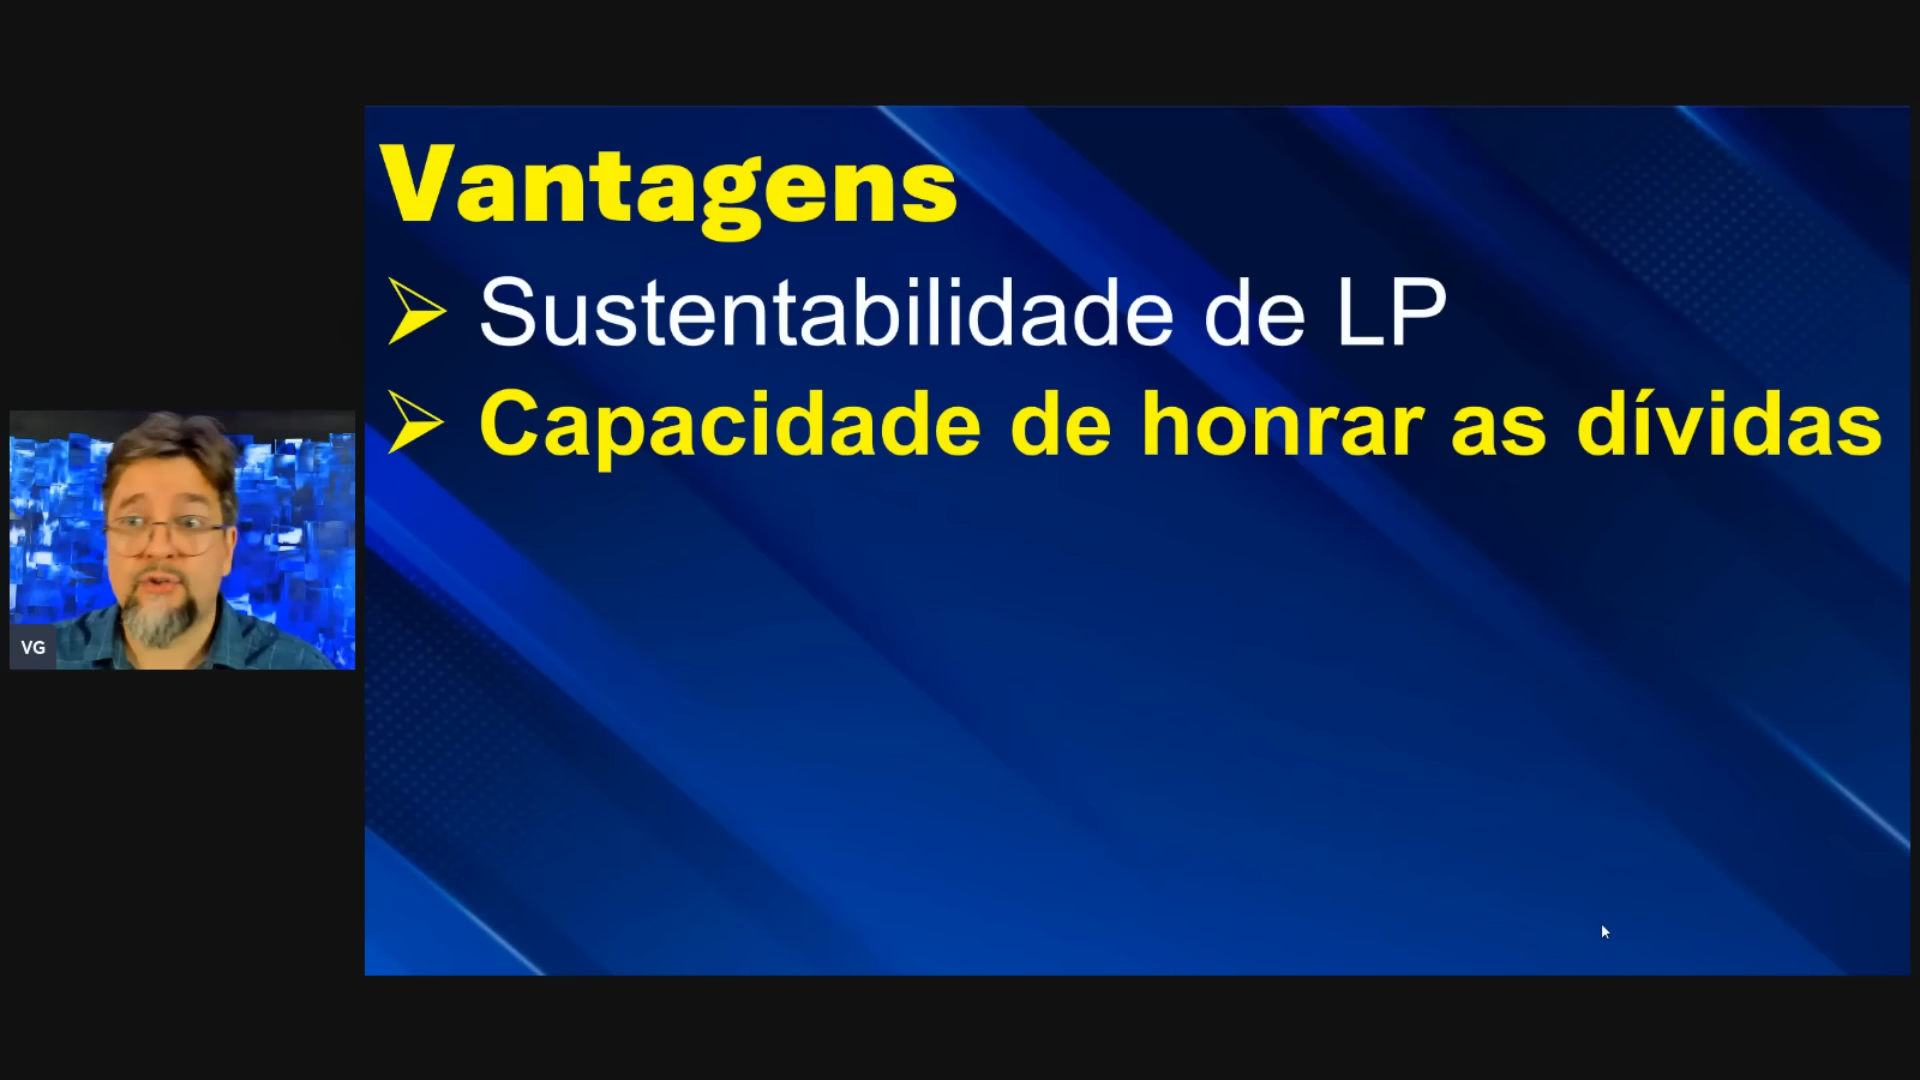 Vantagens
Sustentabilidade de LP
Capacidade de honrar as dívidas
VG